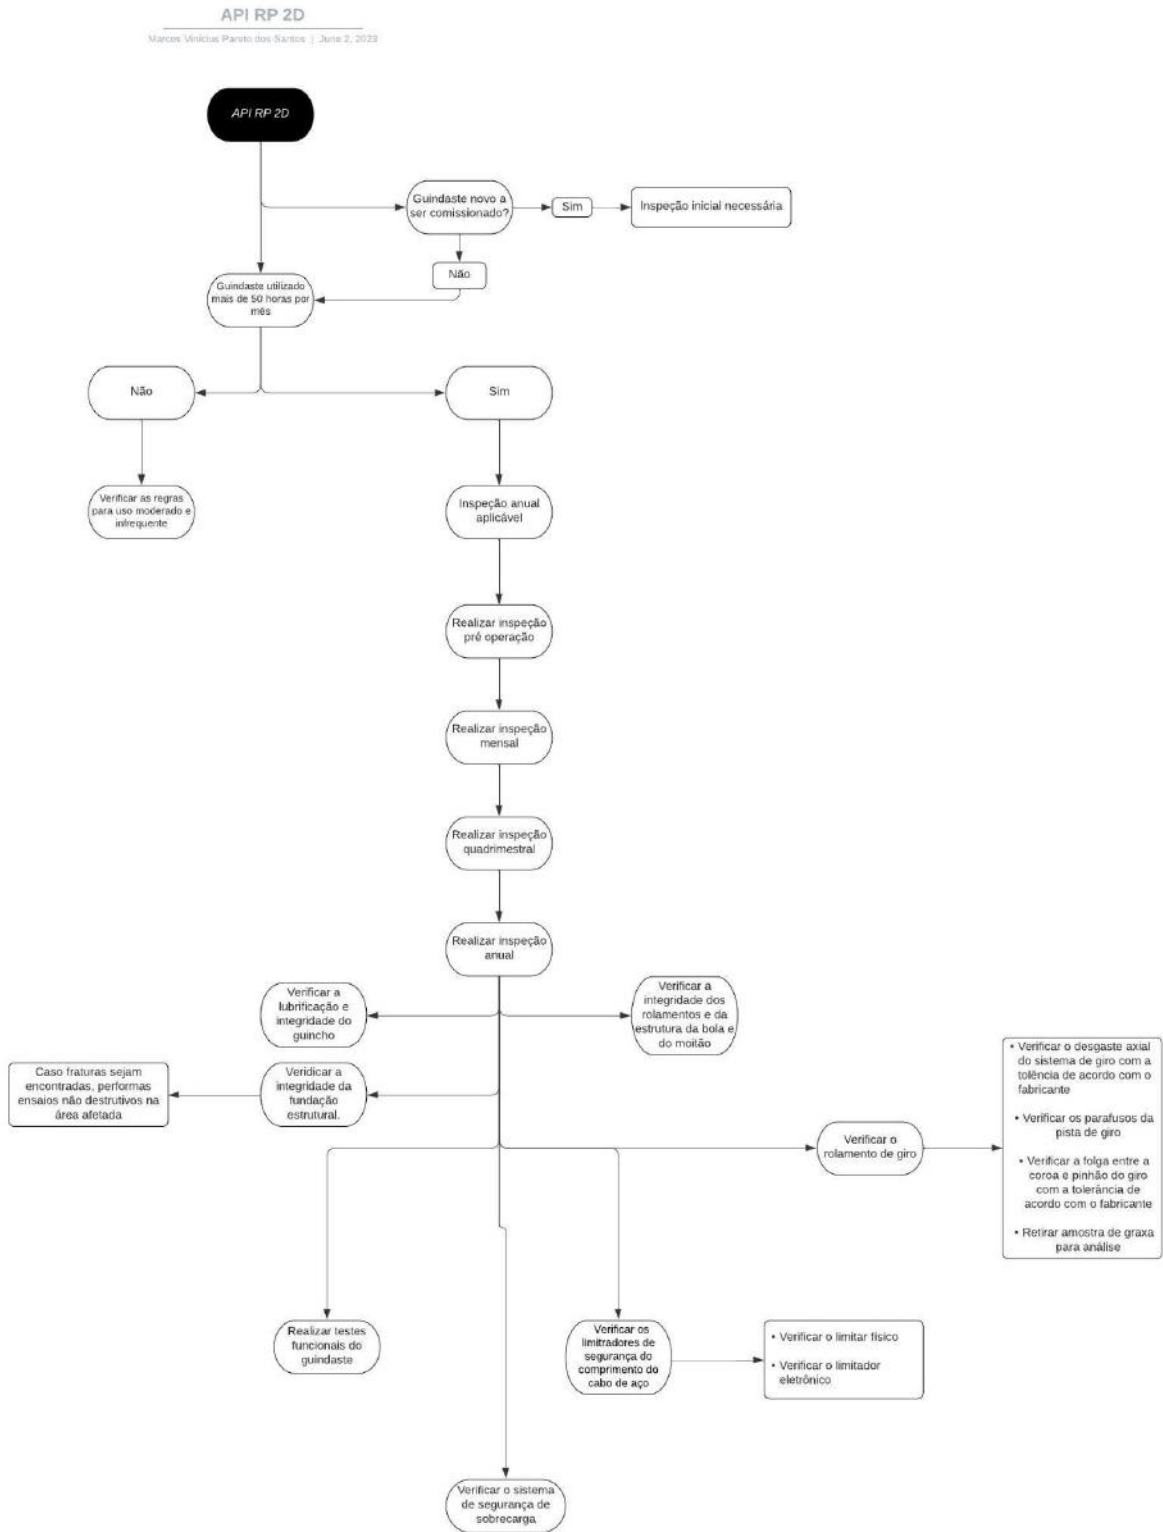 API RP 2D
Marcos Vinicius Pareto dos Santos | June 2, 2023
API RP 2D
Guindaste novo a
ser comissionado?
Sim
Inspeção inicial necessária
Não
Guindaste utilizado
mais de 50 horas por
mês
Não
Sim
Verificar as regras
para uso moderado e
infrequente
Inspeção anual
aplicável
Realizar inspeção
pré operação
Realizar inspeção
mensal
Realizar inspeção
quadrimestral
Realizar inspeção
anual
Verificar a
lubrificação e
integridade do
guincho
Verificar a
integridade dos
rolamentos e da
estrutura da bola e
do moitão
Caso fraturas sejam
encontradas, performas
ensaios não destrutivos na
área afetada
Veridicar a
integridade da
fundação
estrutural.
Verificar o
rolamento de giro
• Verificar o desgaste axial
do sistema de giro com a
tolência de acordo com o
fabricante
• Verificar os parafusos da
pista de giro
• Verificar a folga entre a
coroa e pinhão do giro
com a tolerância de
acordo com o fabricante
• Retirar amostra de graxa
para análise
Realizar testes
funcionais do
guindaste
Verificar os
limitradores de
segurança do
comprimento do
cabo de aço
• Verificar o limitar físico
• Verificar o limitador
eletrônico
Verificar o sistema
de segurança de
sobrecarga